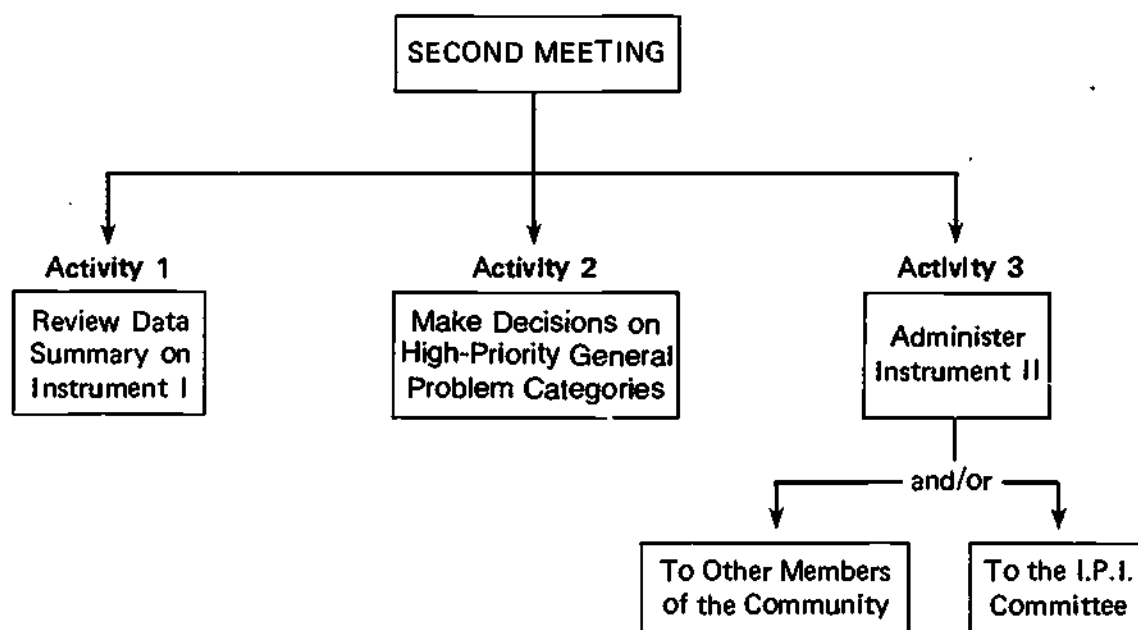 SECOND MEETING
Activity 1
Review Data
Summary on
Instrument I
Activity 2
Make Decisions on
High-Priority General
Problem Categories
Activity 3
Administer
Instrument II
and/or
To Other Members
of the Community
To the I.P.I.
Committee